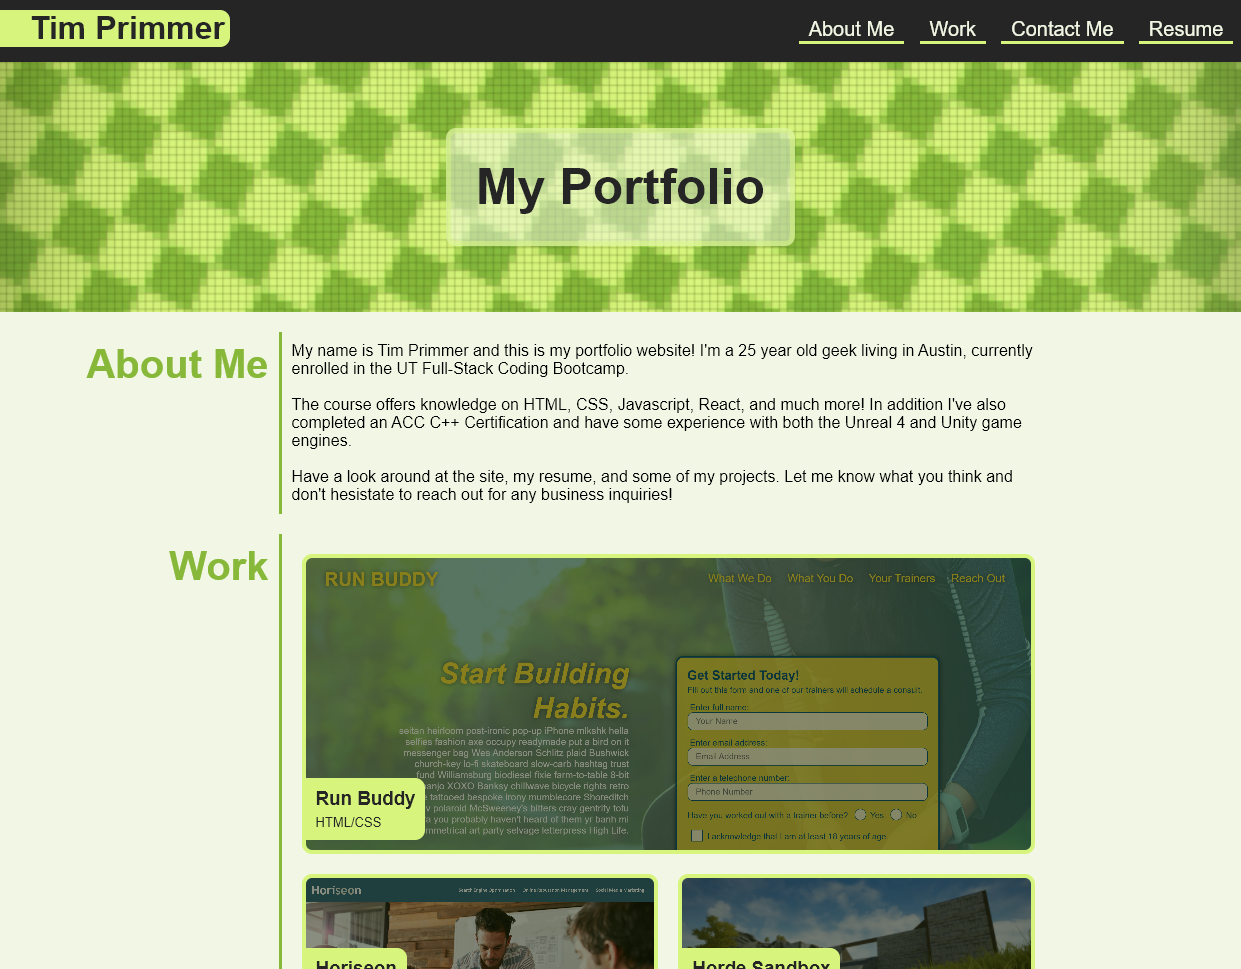 Tim Primmer
About Me
Work
Contact Me
Resume
My Portfolio
About Me
My name is Tim Primmer and this is my portfolio website! I'm a 25 year old geek living in Austin, currently
enrolled in the UT Full-Stack Coding Bootcamp.
The course offers knowledge on HTML, CSS, Javascript, React, and much more! In addition I've also
completed an ACC C++ Certification and have some experience with both the Unreal 4 and Unity game
engines.
Have a look around at the site, my resume, and some of my projects. Let me know what you think and
don't hesistate to reach out for any business inquiries!
Work
RUN BUDDY
What We Do
What You Do
Your Trainers
Reach Out
Start Building
Habits.
seitan heirloom post-ironic pop-up iPhone mlkshk hella
selfies fashion axe occupy readymade put a bird on it
messenger bag Wes Anderson Schlitz plaid Bushwick
church-key lo-fi skateboard slow-carb hashtag trust
fund Williamsburg biodiesel fixie farm-to-table 8-bit
XOXO Banksy chillwave bicycle rights retro
tattooed bespoke irony mumblecore Shoreditch
polaroid McSweeney's bitters cray gentrify tofu
you probably haven't heard of them yr banh mi
art party selvage letterpress High Life.
Get Started Today!
Fill out this form and one of our trainers will schedule a consult.
Enter full name:
Your Name
Enter email address:
Email Address
Enter a telephone number:
Phone Number
Have you worked out with a trainer before?
Yes
No
I acknowledge that I am at least 18 years of age.
Run Buddy
HTML/CSS
Horiseon
Search Engine Optimization
Online Reputation Management
Social Media Marketing
Horiseon
Horde Sandbox